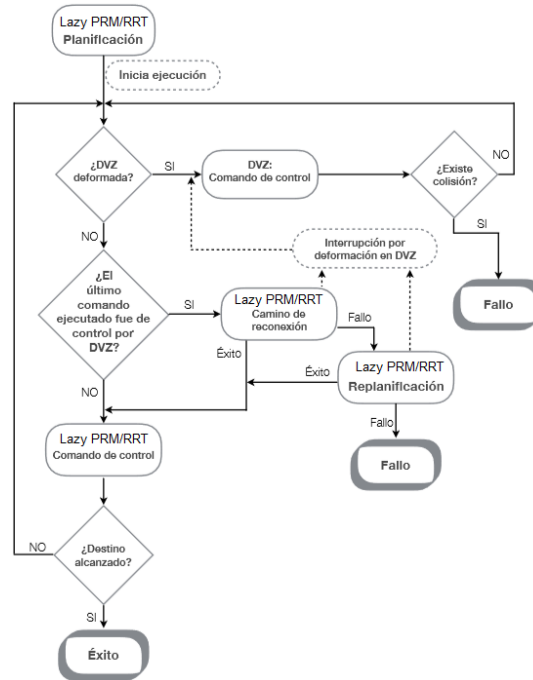 Lazy PRM/RRT
Planificación
Inicia ejecución
¿DVZ
deformada?
SI
DVZ:
Comando de control
¿Existe
colisión?
NO
SI
Fallo
NO
Interrupción por
deformación en DVZ
¿El
último
comando
ejecutado fue de
control por
DVZ?
SI
Lazy PRM/RRT
Camino de
reconexión
Fallo
Éxito
Lazy PRM/RRT
Replanificación
Éxito
Fallo
Fallo
NO
Lazy PRM/RRT
Comando de control
¿Destino
alcanzado?
NO
SI
Éxito